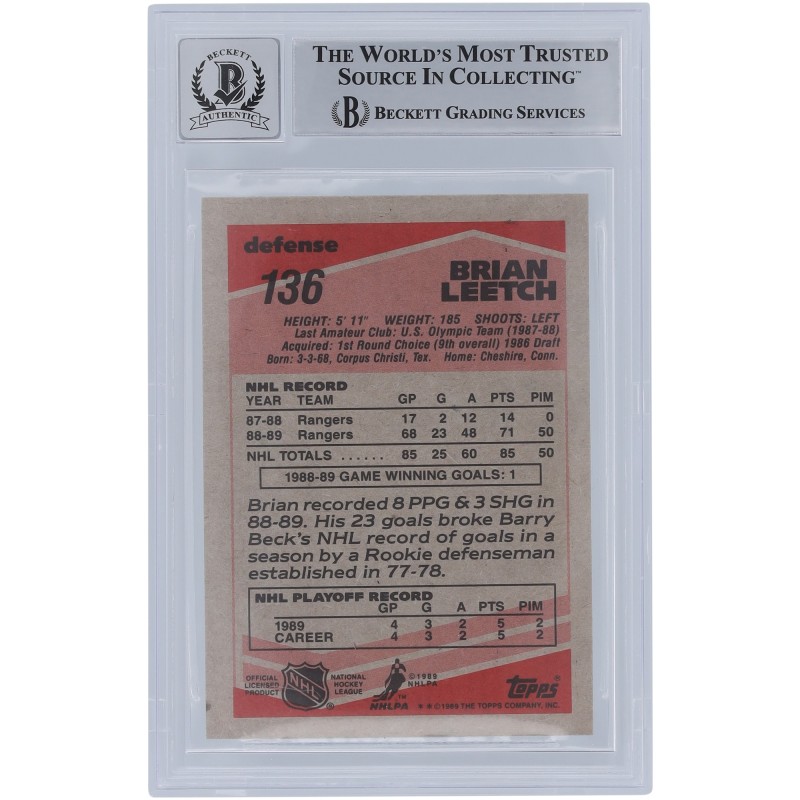 BECKETT
B
AUTHENTIC
THE WORLD'S MOST TRUSTED
SOURCE IN COLLECTING™
B BECKETT GRADING SERVICES
defense
136
BRIAN
LEETCH
HEIGHT: 5' 11" WEIGHT: 185 SHOOTS: LEFT
Last Amateur Club: U.S. Olympic Team (1987-88)
Acquired: 1st Round Choice (9th overall) 1986 Draft
Born: 3-3-68, Corpus Christi, Tex. Home: Cheshire, Conn.
NHL RECORD
YEAR TEAM GP G A PTS PIM
87-88 Rangers 17 2 12 14 0
88-89 Rangers 68 23 48 71 50
NHL TOTALS ...... 85 25 60 85 50
1988-89 GAME WINNING GOALS: 1
Brian recorded 8 PPG & 3 SHG in
88-89. His 23 goals broke Barry
Beck's NHL record of goals in a
season by a Rookie defenseman
established in 77-78.
NHL PLAYOFF RECORD
GP G A PTS PIM
1989 4 3 2 5 2
CAREER 4 3 2 5 2
OFFICIAL
LICENSED
PRODUCT
NHL
®
NATIONAL
HOCKEY
LEAGUE
™
NHLPA
© 1989
NHLPA
Topps
* * © 1989 THE TOPPS COMPANY, INC.